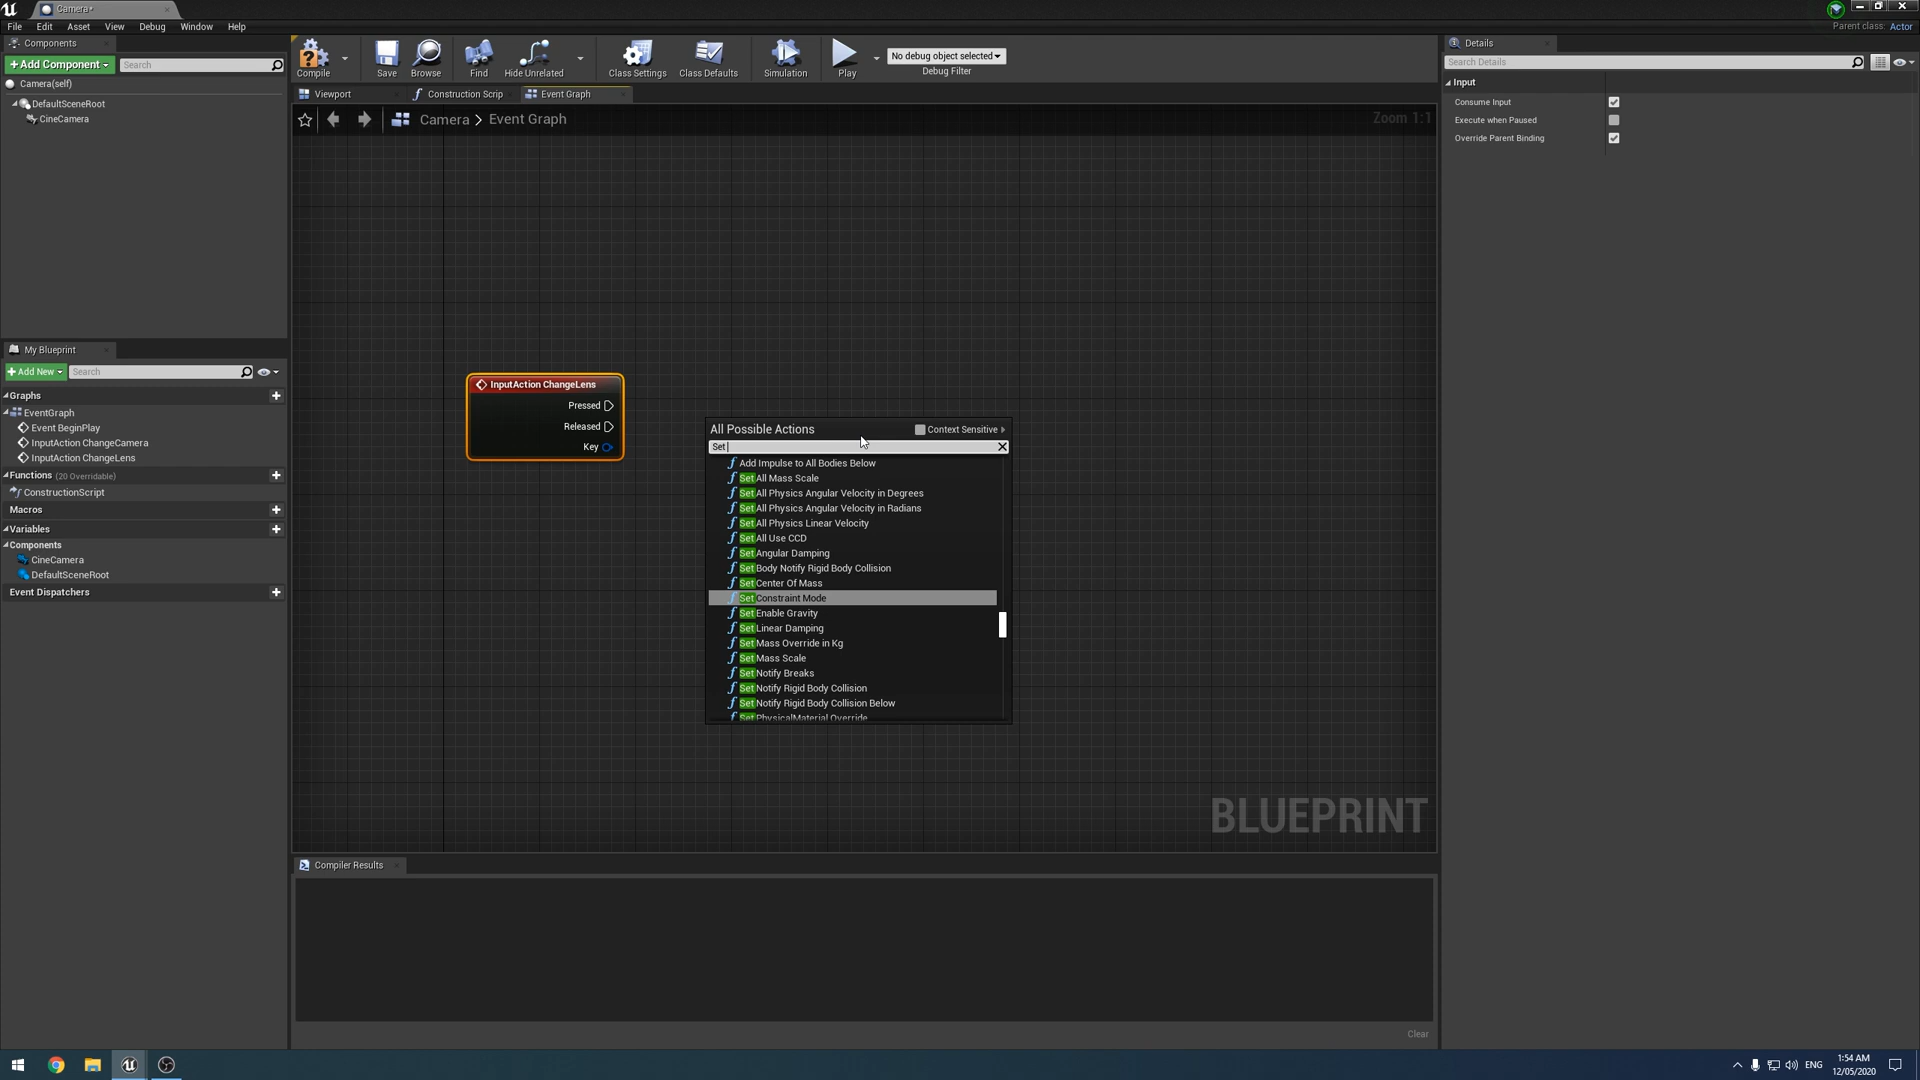 Camera*
File Edit Asset View Debug Window Help
Parent class: Actor
Components
+Add Component
Search
Camera(self)
DefaultSceneRoot
CineCamera
Compile
Save
Browse
Find
Hide Unrelated
Class Settings
Class Defaults
Simulation
Play
No debug object selected
Debug Filter
Viewport
Construction Scrip
Event Graph
Camera > Event Graph
Zoom 1:1
InputAction ChangeLens
Pressed
Released
Key
All Possible Actions
Context Sensitive
Set
Add Impulse to All Bodies Below
Set All Mass Scale
Set All Physics Angular Velocity in Degrees
Set All Physics Angular Velocity in Radians
Set All Physics Linear Velocity
Set All Use CCD
Set Angular Damping
Set Body Notify Rigid Body Collision
Set Center Of Mass
Set Constraint Mode
Set Enable Gravity
Set Linear Damping
Set Mass Override in Kg
Set Mass Scale
Set Notify Breaks
Set Notify Rigid Body Collision
Set Notify Rigid Body Collision Below
Set PhysicalMaterial Override
BLUEPRINT
My Blueprint
+Add New
Search
Graphs
EventGraph
Event BeginPlay
InputAction ChangeCamera
InputAction ChangeLens
Functions (20 Overridable)
ConstructionScript
Macros
Variables
Components
CineCamera
DefaultSceneRoot
Event Dispatchers
Compiler Results
Clear
Details
Search Details
Input
Consume Input
Execute when Paused
Override Parent Binding
ENG
1:54 AM
12/05/2020